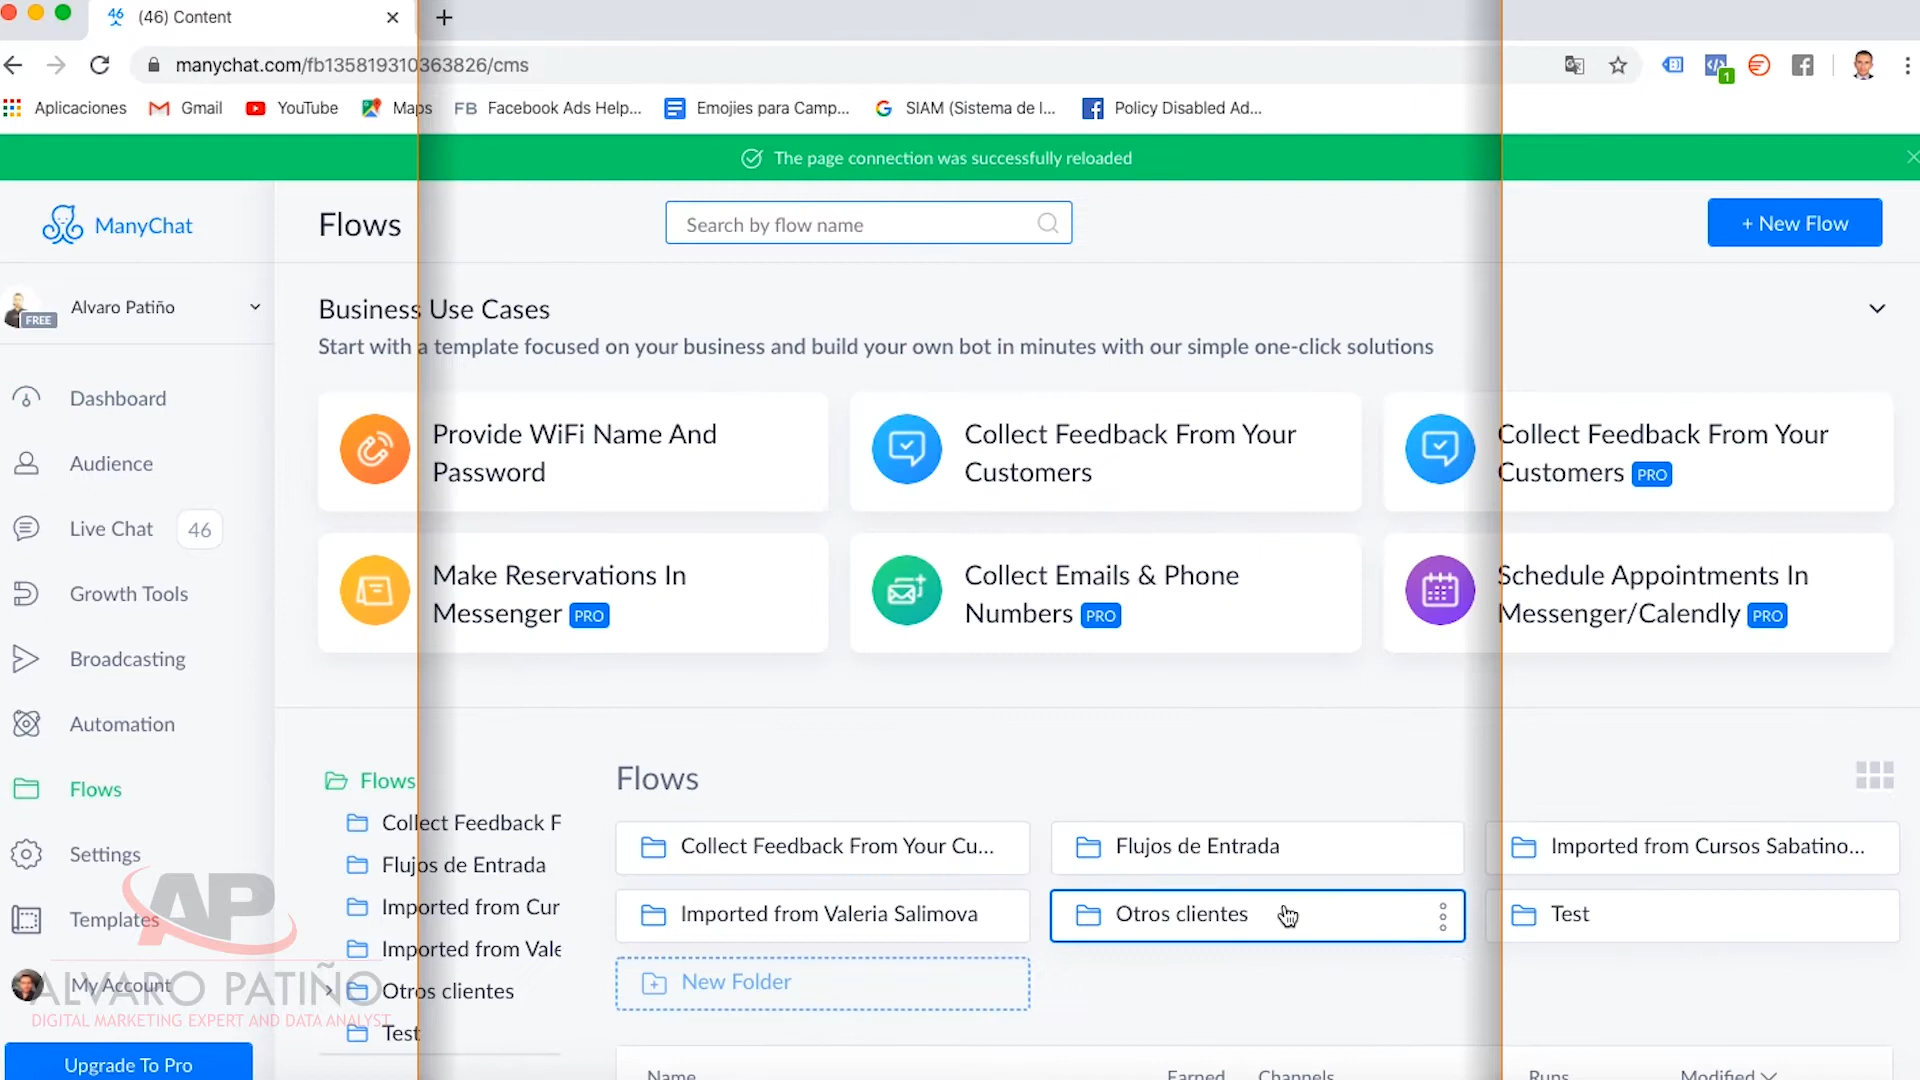 46
(46) Content
manychat.com/fb135819310363826/cms
1
Aplicaciones
Gmail
YouTube
Maps
FB Facebook Ads Help...
Emojies para Camp...
SIAM (Sistema de I...
Policy Disabled Ad...
The page connection was successfully reloaded
ManyChat
Flows
Search by flow name
+ New Flow
Alvaro Patiño
FREE
Business Use Cases
Start with a template focused on your business and build your own bot in minutes with our simple one-click solutions
Provide WiFi Name And
Password
Collect Feedback From Your
Customers
Collect Feedback From Your
Customers PRO
Make Reservations In
Messenger PRO
Collect Emails & Phone
Numbers PRO
Schedule Appointments In
Messenger/Calendly PRO
Dashboard
Audience
Live Chat 46
Growth Tools
Broadcasting
Automation
Flows
Settings
Templates
My Account
Upgrade To Pro
AP
ALVARO PATIÑO
DIGITAL MARKETING EXPERT AND DATA ANALYST
Flows
Collect Feedback F
Flujos de Entrada
Imported from Cur
Imported from Vale
Otros clientes
Test
Flows
Collect Feedback From Your Cu...
Flujos de Entrada
Imported from Cursos Sabatino...
Imported from Valeria Salimova
Otros clientes
Test
New Folder
Name
Earned
Channels
Runs
Modified